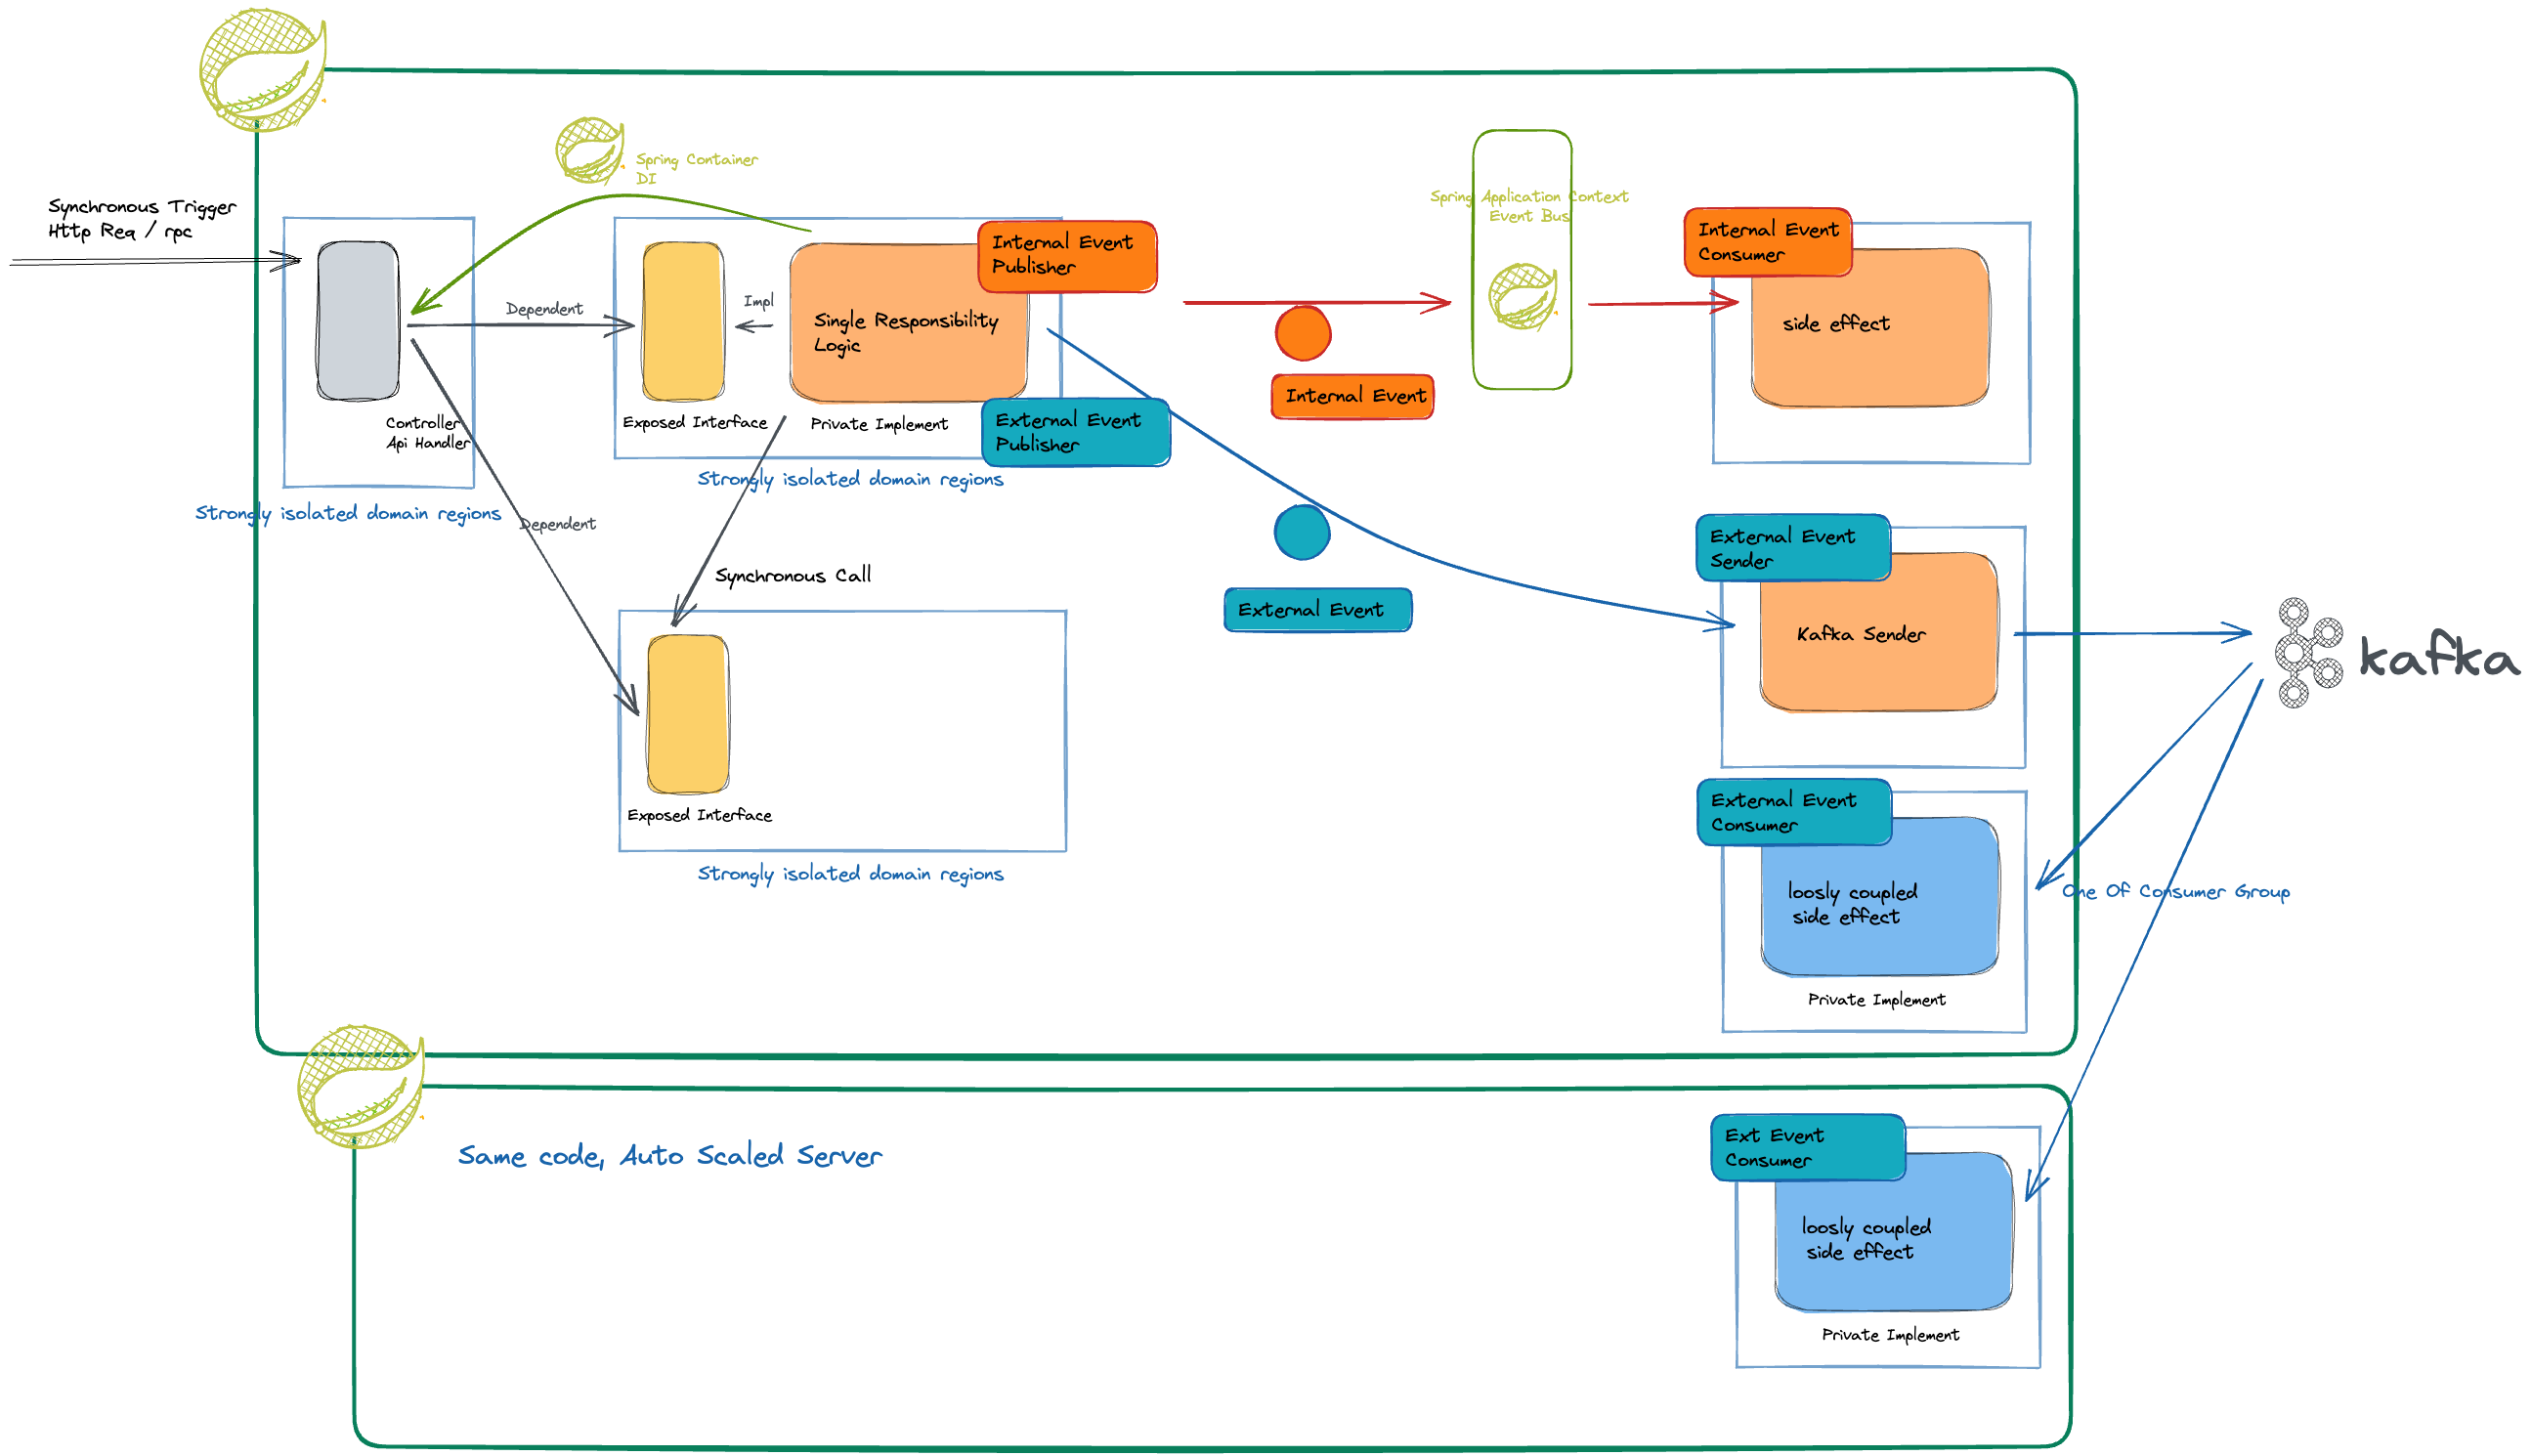 Synchronous Trigger
Http Req / rpc
Spring Container
DI
Spring Application Context
Event Bus
Internal Event
Publisher
Internal Event
Consumer
Dependent
Impl
Single Responsibility
Logic
side effect
Internal Event
Controller
Api Handler
Exposed Interface
Private Implement
External Event
Publisher
Strongly isolated domain regions
Strongly isolated domain regions
Dependent
Synchronous Call
External Event
External Event
Sender
Kafka Sender
kafka
Exposed Interface
Strongly isolated domain regions
External Event
Consumer
loosly coupled
side effect
One Of Consumer Group
Private Implement
Same code, Auto Scaled Server
Ext Event
Consumer
loosly coupled
side effect
Private Implement